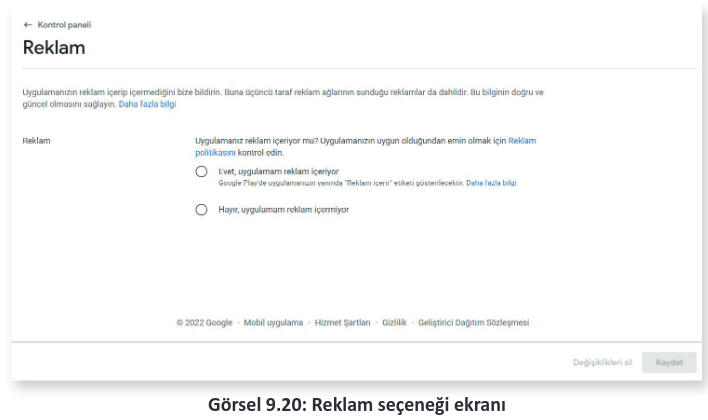 ← Kontrol paneli
Reklam
Uygulamanızın reklam içerip içermediğini bize bildirin. Buna üçüncü taraf reklam ağlarının sunduğu reklamlar da dahildir. Bu bilginin doğru ve
güncel olmasını sağlayın. Daha fazla bilgi
Reklam
Uygulamanız reklam içeriyor mu? Uygulamanızın uygun olduğundan emin olmak için Reklam
politikasını kontrol edin.
Evet, uygulamam reklam içeriyor
Google Play'de uygulamanızın yanında "Reklam içerir" etiketi gösterilecektir. Daha fazla bilgi
Hayır, uygulamam reklam içermiyor
© 2022 Google · Mobil uygulama · Hizmet Şartları · Gizlilik · Geliştirici Dağıtım Sözleşmesi
Değişiklikleri sil Kaydet
Görsel 9.20: Reklam seçeneği ekranı